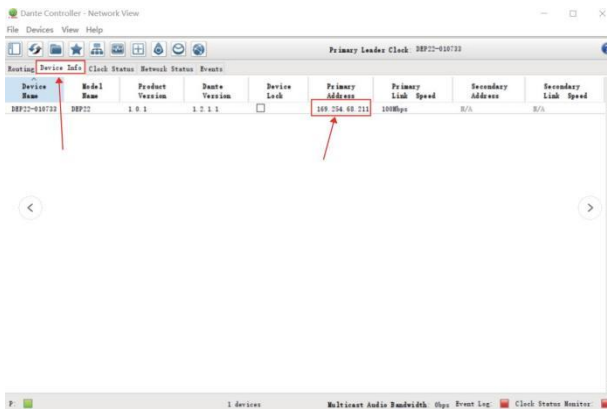 Dante Controller - Network View
File Devices View Help
Primary Leader Clock: DEP22-010733
Routing Device Info Clock Status Network Status Events
Device Name Model Name Product Version Dante Version Device Lock Primary Address Primary Link Speed Secondary Address Secondary Link Speed
DEP22-010733 DEP22 1.0.1 1.2.1.1 169.254.68.211 100Mbps N/A N/A
P: 1 devices Multicast Audio Bandwidth: 0bps Event Log: Clock Status Monitor: